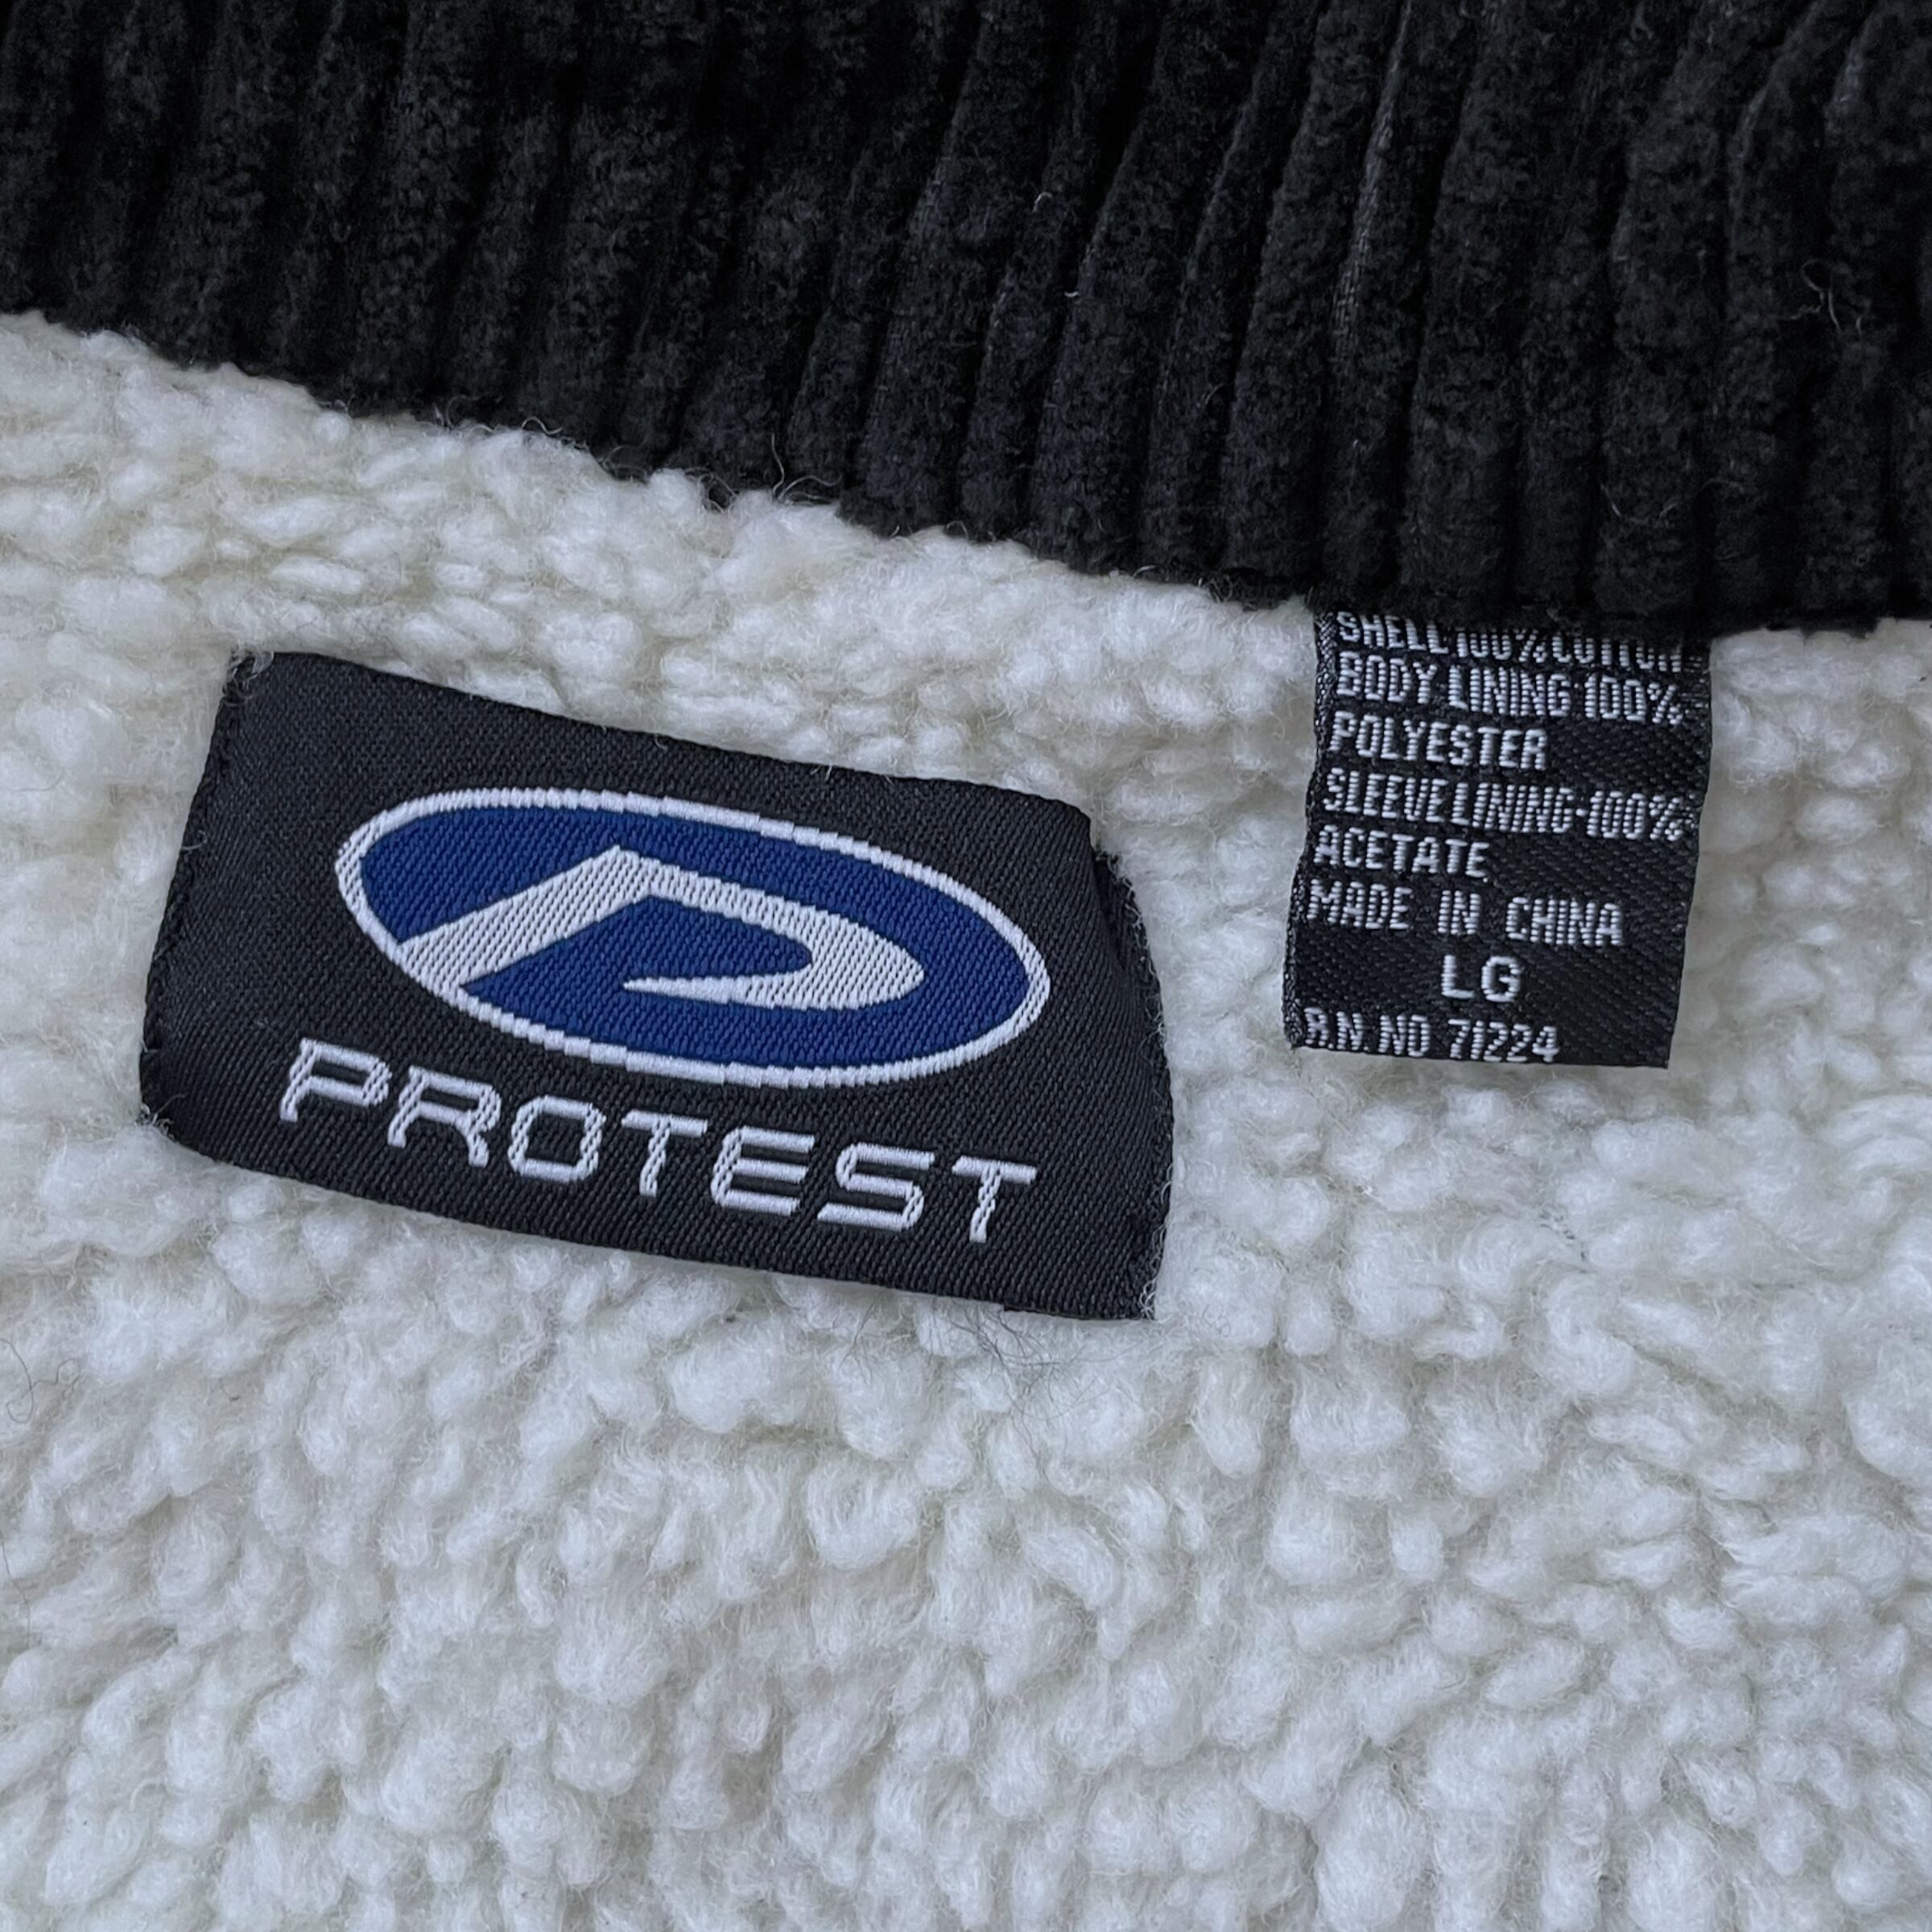 PROTEST
SHELL 100% COTTON
BODY LINING 100%
POLYESTER
SLEEVE LINING-100%
ACETATE
MADE IN CHINA
LG
R.N NO 71224